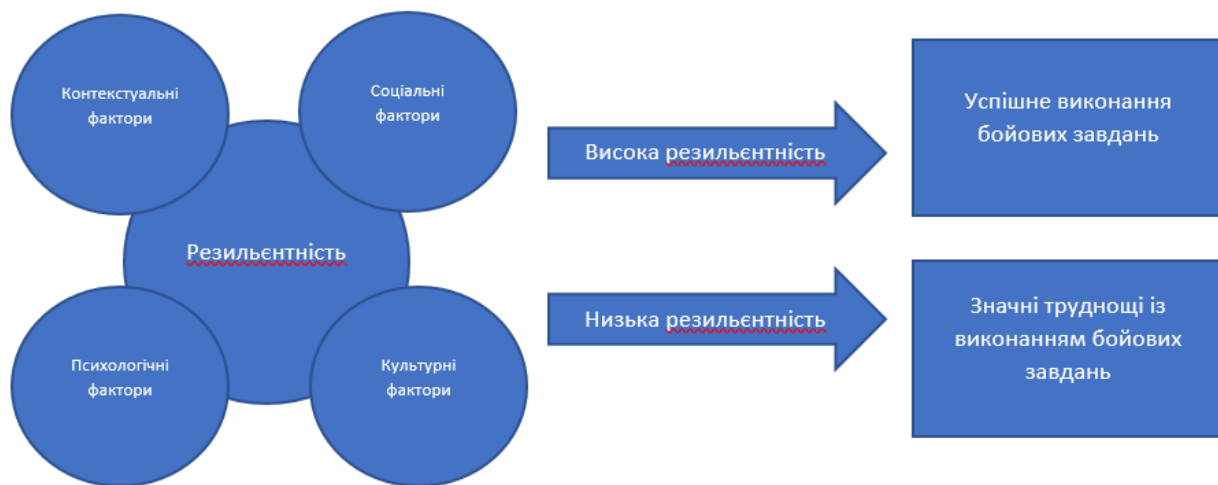 Контекстуальні
фактори
Соціальні
фактори
Резильєнтність
Психологічні
фактори
Культурні
фактори
Висока резильєнтність
Низька резильєнтність
Успішне виконання
бойових завдань
Значні труднощі із
виконанням бойових
завдань